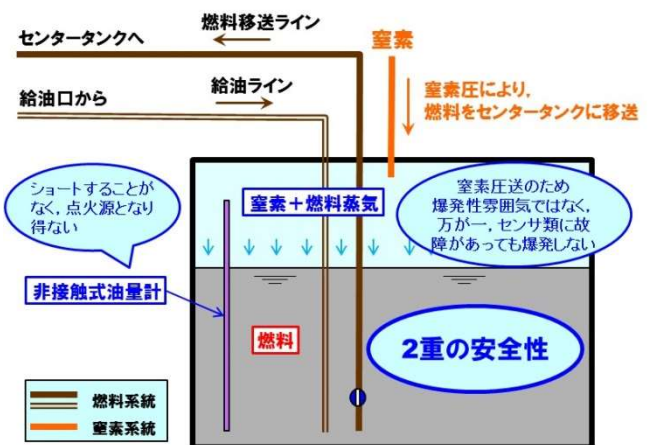 燃料移送ライン
センタータンクへ
窒素
給油ライン
給油口から
窒素圧により，
燃料をセンタータンクに移送
ショートすることが
なく，点火源となり
得ない
窒素＋燃料蒸気
窒素圧送のため
爆発性雰囲気ではなく，
万が一，センサ類に故
障があっても爆発しない
非接触式油量計
燃料
2重の安全性
燃料系統
窒素系統